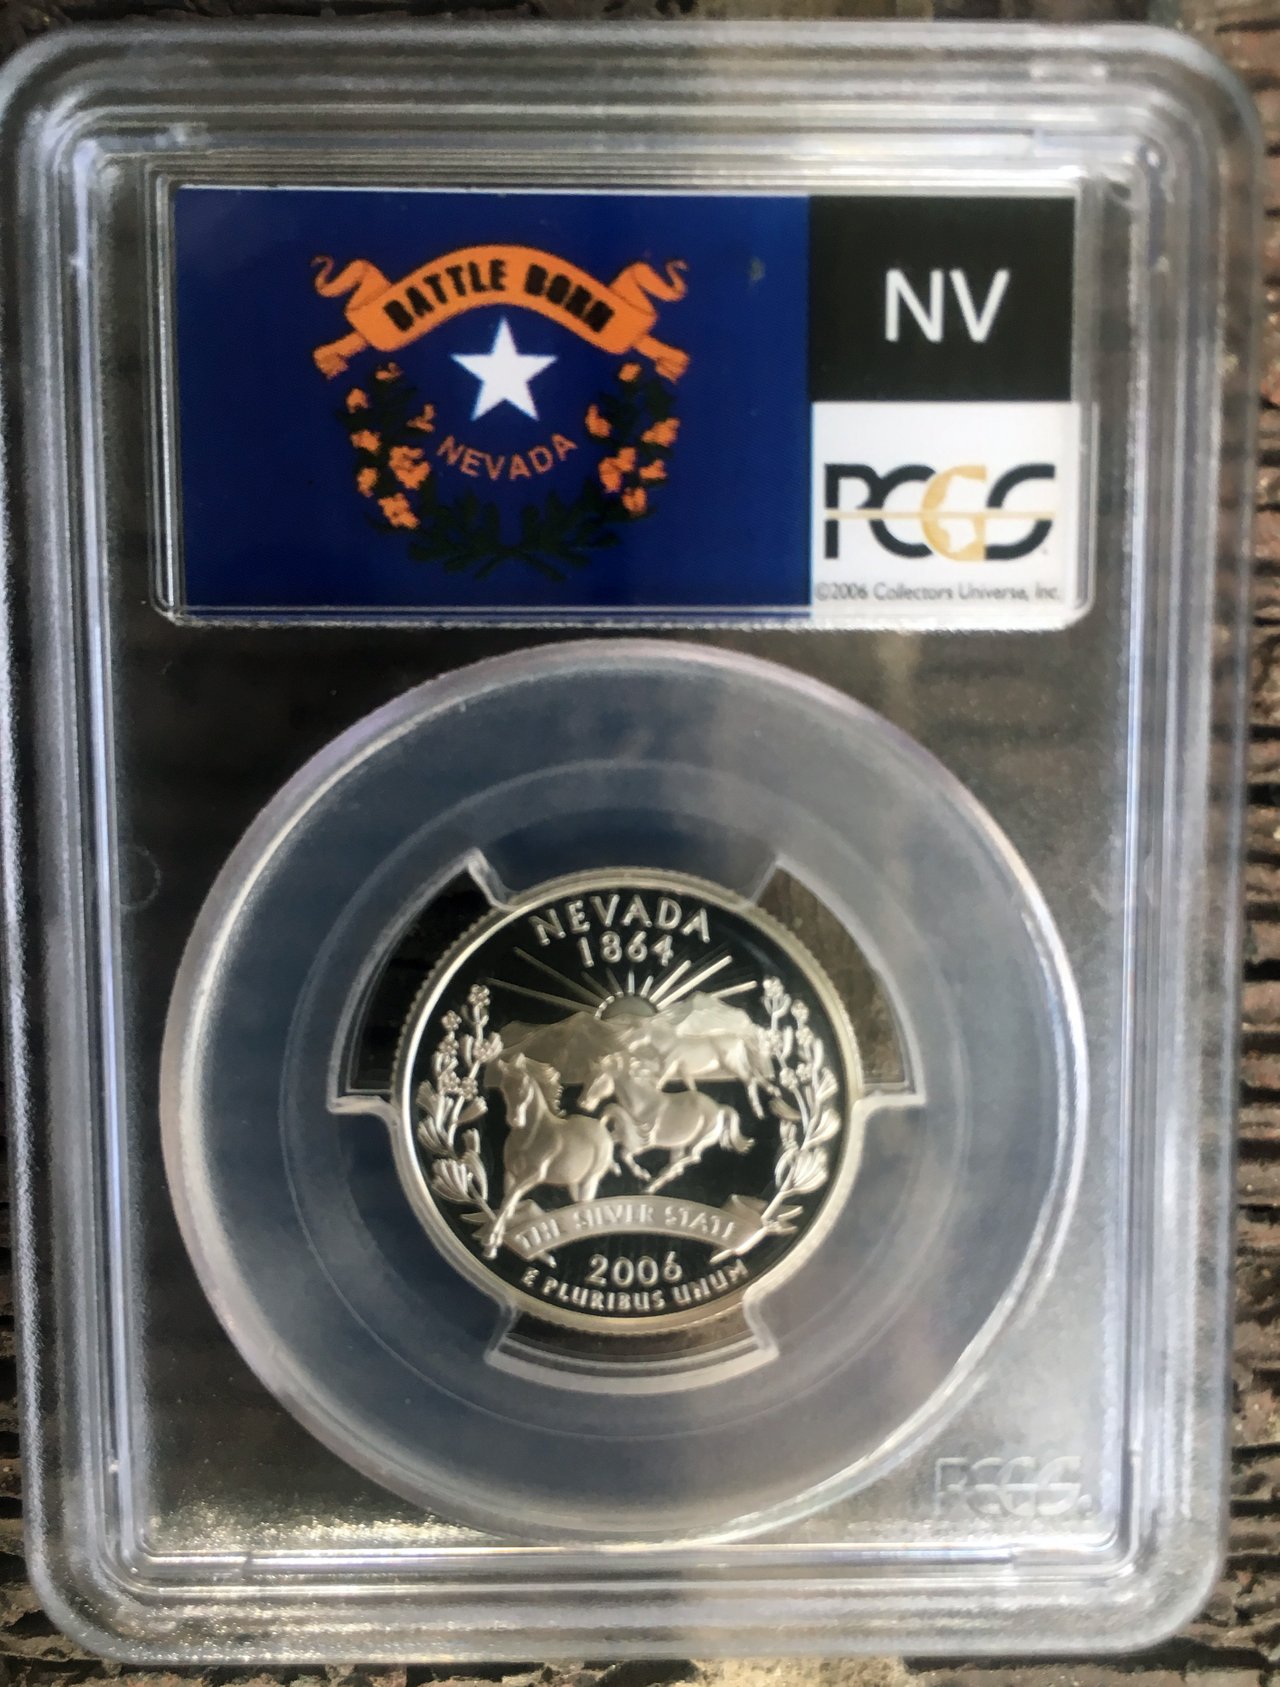 BATTLE BORN
NEVADA
NV
PCGS
©2006 Collectors Universe, Inc.
NEVADA
1864
THE SILVER STATE
2006
E PLURIBUS UNUM
PCGS